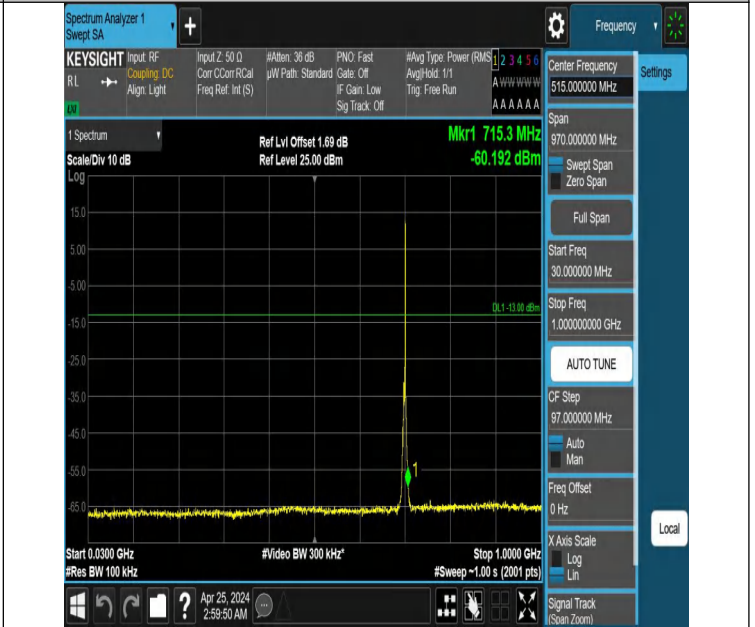 Spectrum Analyzer 1
Swept SA
+
Frequency
KEYSIGHT Input: RF
RL
Coupling: DC
Align: Light
LXI
Input Z: 50 Ω
Corr CCorr RCal
Freq Ref: Int (S)
#Atten: 36 dB
µW Path: Standard
PNO: Fast
Gate: Off
IF Gain: Low
Sig Track: Off
#Avg Type: Power (RMS
Avg|Hold: 1/1
Trig: Free Run
1 2 3 4 5 6
A W W W W W
A A A A A A
1 Spectrum
Scale/Div 10 dB
Log
Ref Lvl Offset 1.69 dB
Ref Level 25.00 dBm
Mkr1 715.3 MHz
-60.192 dBm
15.0
5.00
-5.00
DL1 -13.00 dBm
-15.0
-25.0
-35.0
-45.0
-55.0
1
-65.0
Start 0.0300 GHz
#Res BW 100 kHz
#Video BW 300 kHz*
Stop 1.0000 GHz
#Sweep ~1.00 s (2001 pts)
Center Frequency
515.000000 MHz
Settings
Span
970.000000 MHz
Swept Span
Zero Span
Full Span
Start Freq
30.000000 MHz
Stop Freq
1.000000000 GHz
AUTO TUNE
CF Step
97.000000 MHz
Auto
Man
Freq Offset
0 Hz
X Axis Scale
Log
Lin
Local
Signal Track
(Span Zoom)
?
Apr 25, 2024
2:59:50 AM